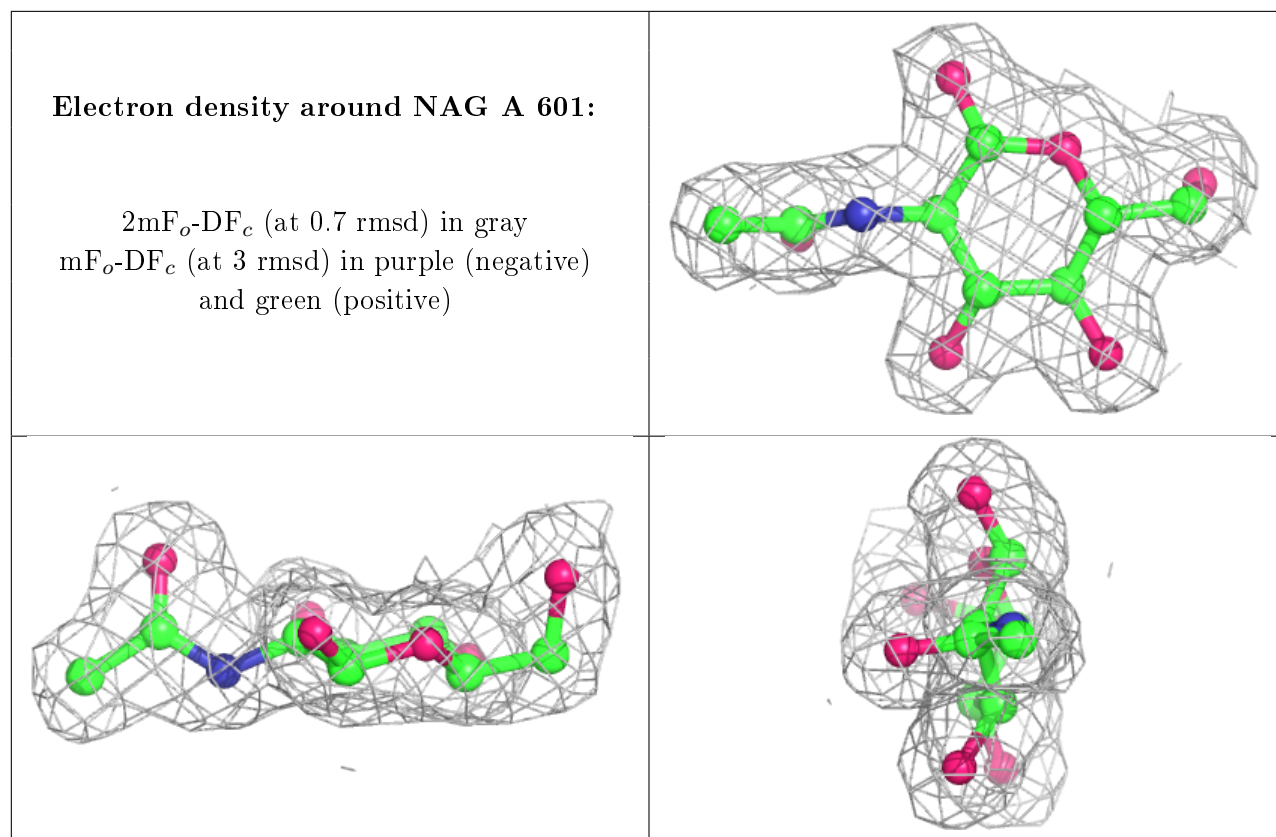 Electron density around NAG A 601:
2mFo-DFc (at 0.7 rmsd) in gray
mFo-DFc (at 3 rmsd) in purple (negative)
and green (positive)